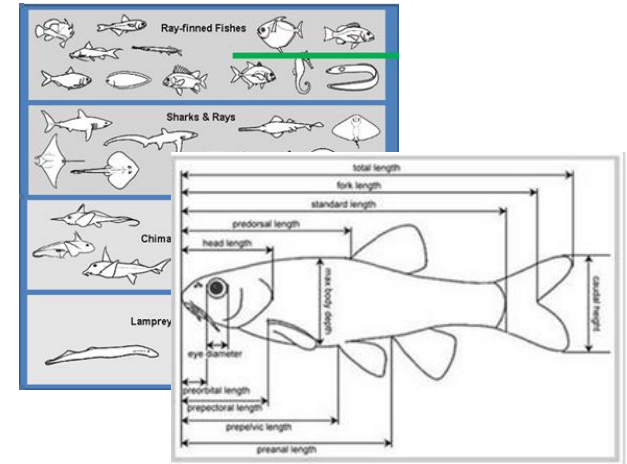 Ray-finned Fishes
Sharks & Rays
Chima
Lamprey
total length
fork length
standard length
predorsal length
head length
max body depth
caudal height
eye diameter
preorbital length
prepectoral length
prepelvic length
preanal length